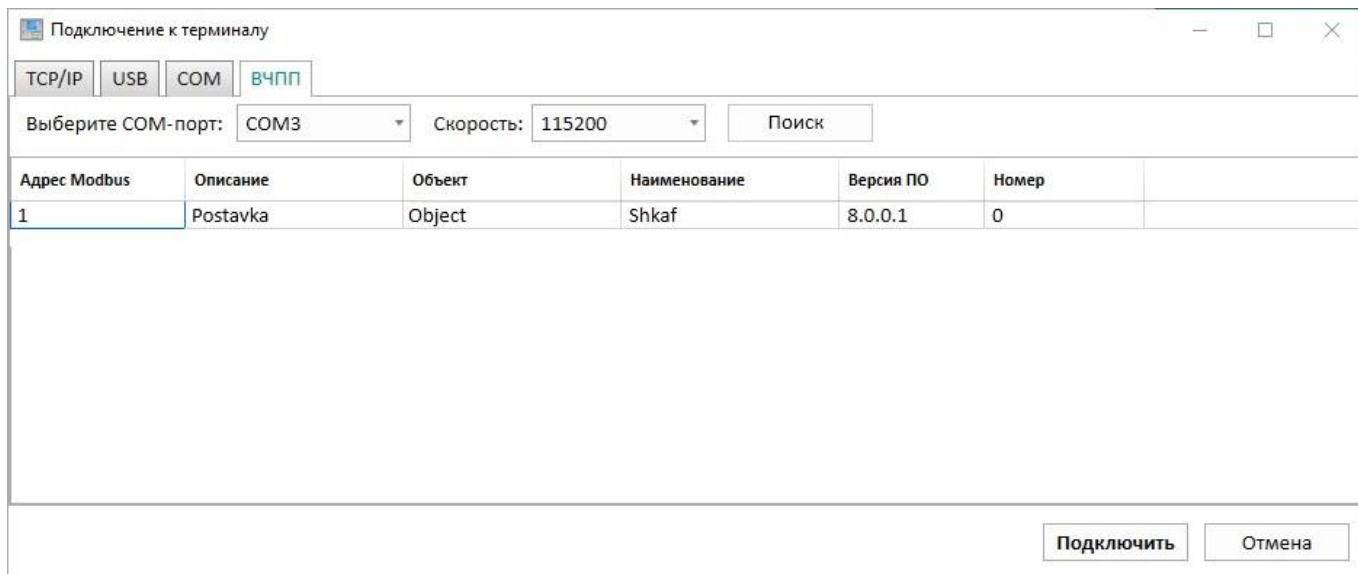 Подключение к терминалу
TCP/IP USB COM ВЧПП
Выберите COM-порт: COM3 Скорость: 115200 Поиск
Адрес Modbus Описание Объект Наименование Версия ПО Номер
1 Postavka Object Shkaf 8.0.0.1 0
Подключить Отмена